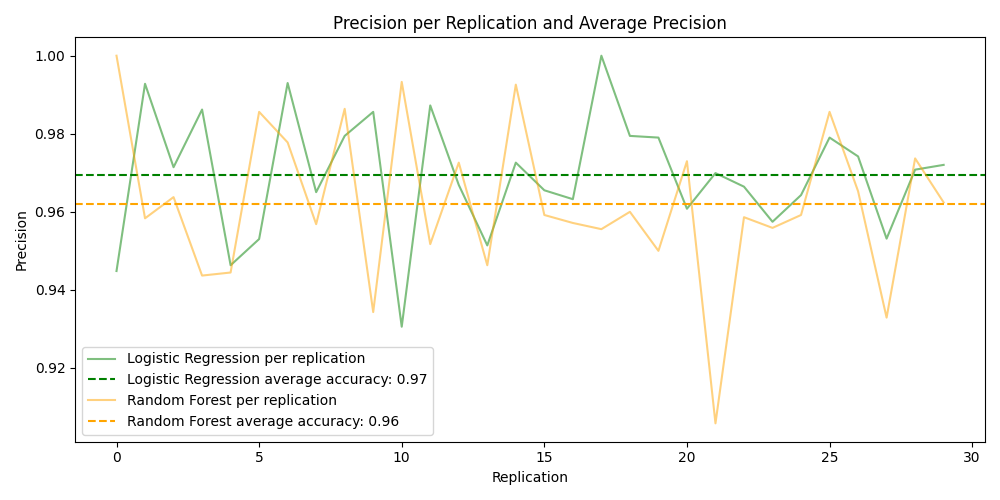 Precision per Replication and Average Precision
1.00
0.98
0.96
0.94
0.92
Precision
Logistic Regression per replication
Logistic Regression average accuracy: 0.97
Random Forest per replication
Random Forest average accuracy: 0.96
0 5 10 15 20 25 30
Replication